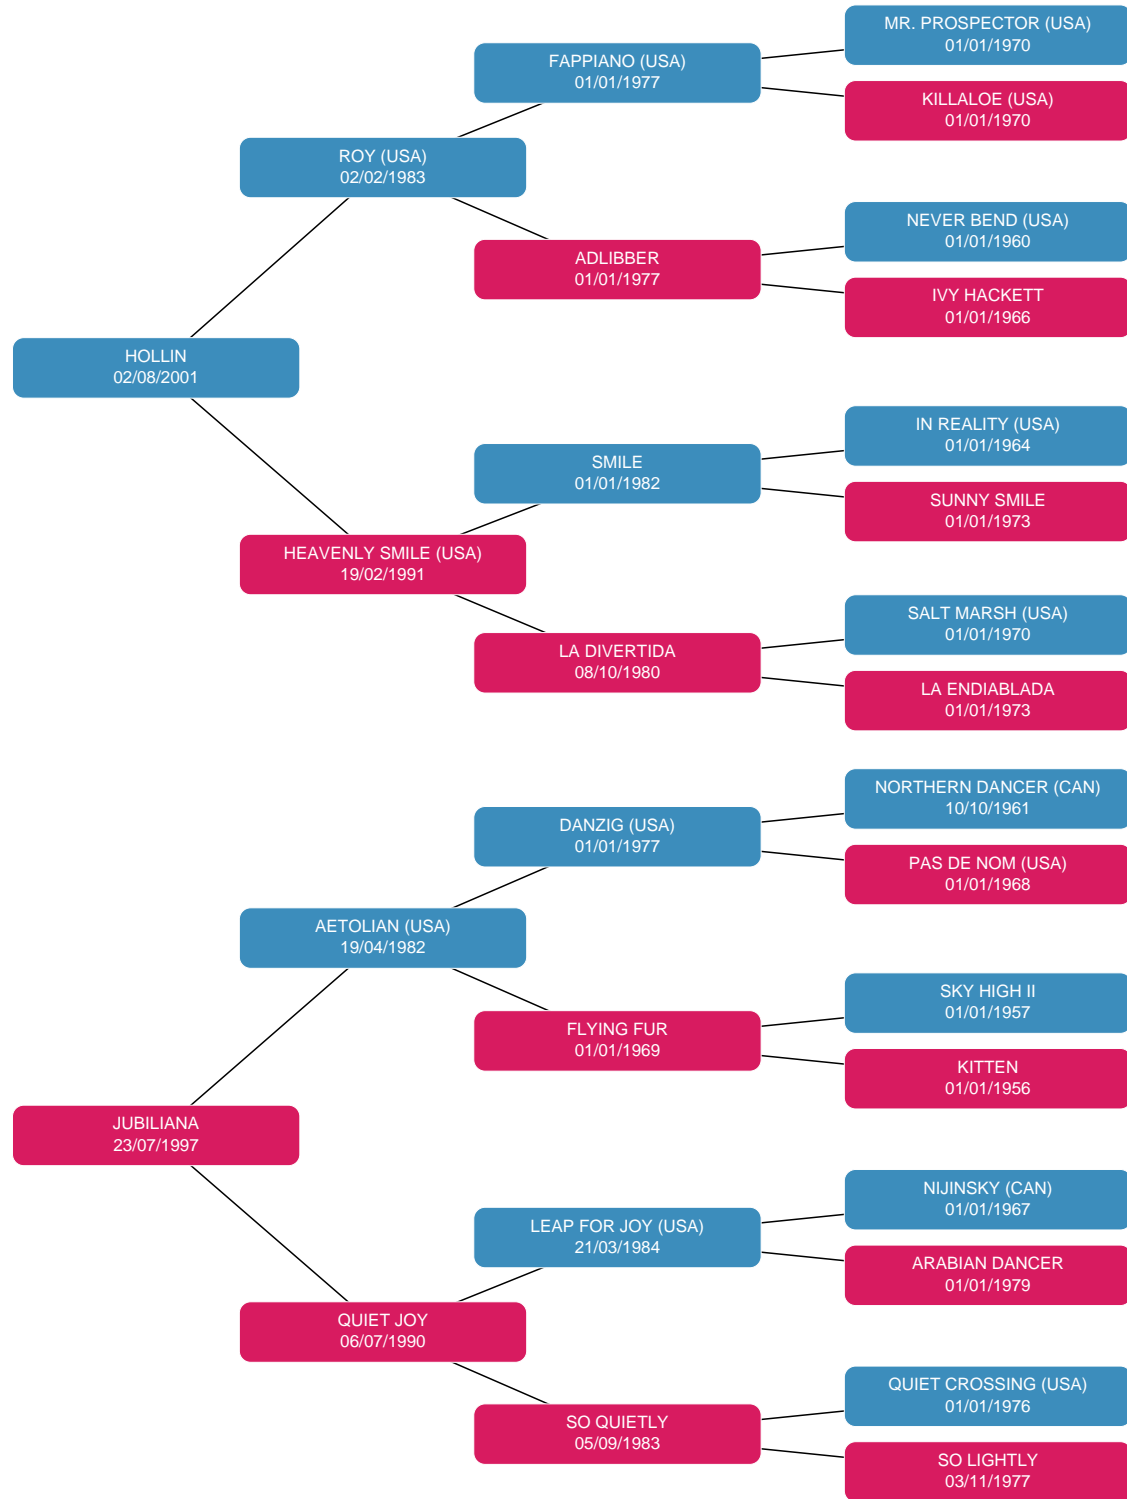 MR. PROSPECTOR (USA)
01/01/1970
FAPPIANO (USA)
01/01/1977
KILLALOE (USA)
01/01/1970
ROY (USA)
02/02/1983
NEVER BEND (USA)
01/01/1960
ADLIBBER
01/01/1977
IVY HACKETT
01/01/1966
HOLLIN
02/08/2001
IN REALITY (USA)
01/01/1964
SMILE
01/01/1982
SUNNY SMILE
01/01/1973
HEAVENLY SMILE (USA)
19/02/1991
SALT MARSH (USA)
01/01/1970
LA DIVERTIDA
08/10/1980
LA ENDIABLADA
01/01/1973
NORTHERN DANCER (CAN)
10/10/1961
DANZIG (USA)
01/01/1977
PAS DE NOM (USA)
01/01/1968
AETOLIAN (USA)
19/04/1982
SKY HIGH II
01/01/1957
FLYING FUR
01/01/1969
KITTEN
01/01/1956
JUBILIANA
23/07/1997
NIJINSKY (CAN)
01/01/1967
LEAP FOR JOY (USA)
21/03/1984
ARABIAN DANCER
01/01/1979
QUIET JOY
06/07/1990
QUIET CROSSING (USA)
01/01/1976
SO QUIETLY
05/09/1983
SO LIGHTLY
03/11/1977